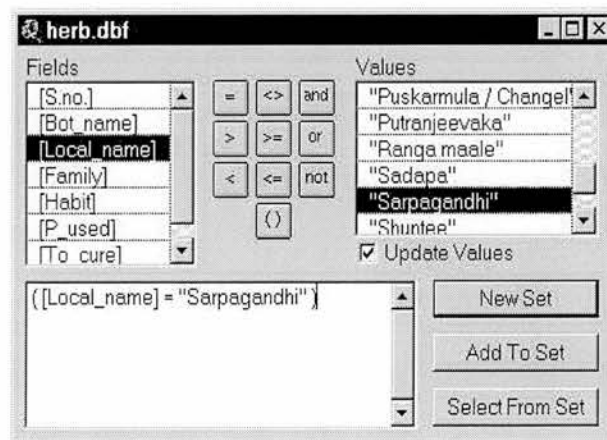 herb.dbf
Fields
Values
[S.no.]
[Bot_name]
[Local_name]
[Family]
[Habit]
[P_used]
[To_cure]
= <> and
> >= or
< <= not
()
"Puskarmula / Changel"
"Putranjeevaka"
"Ranga maale"
"Sadapa"
"Sarpagandhi"
"Shuntee"
Update Values
([Local_name] = "Sarpagandhi")
New Set
Add To Set
Select From Set